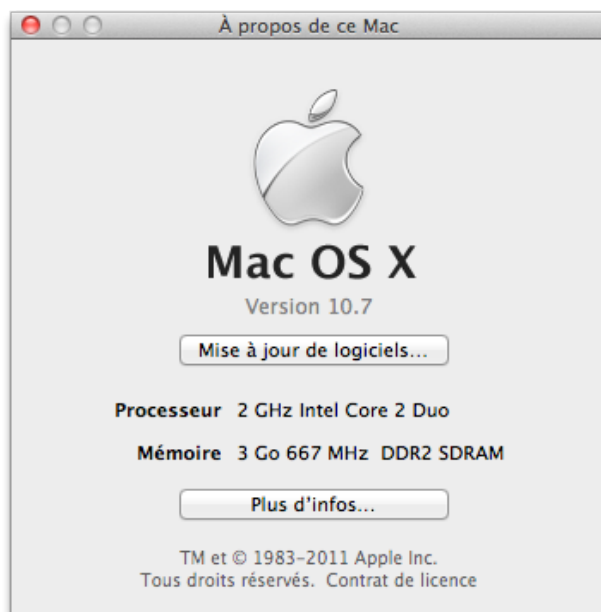 À propos de ce Mac
Mac OS X
Version 10.7
Mise à jour de logiciels...
Processeur 2 GHz Intel Core 2 Duo
Mémoire 3 Go 667 MHz DDR2 SDRAM
Plus d'infos...
TM et © 1983–2011 Apple Inc.
Tous droits réservés. Contrat de licence